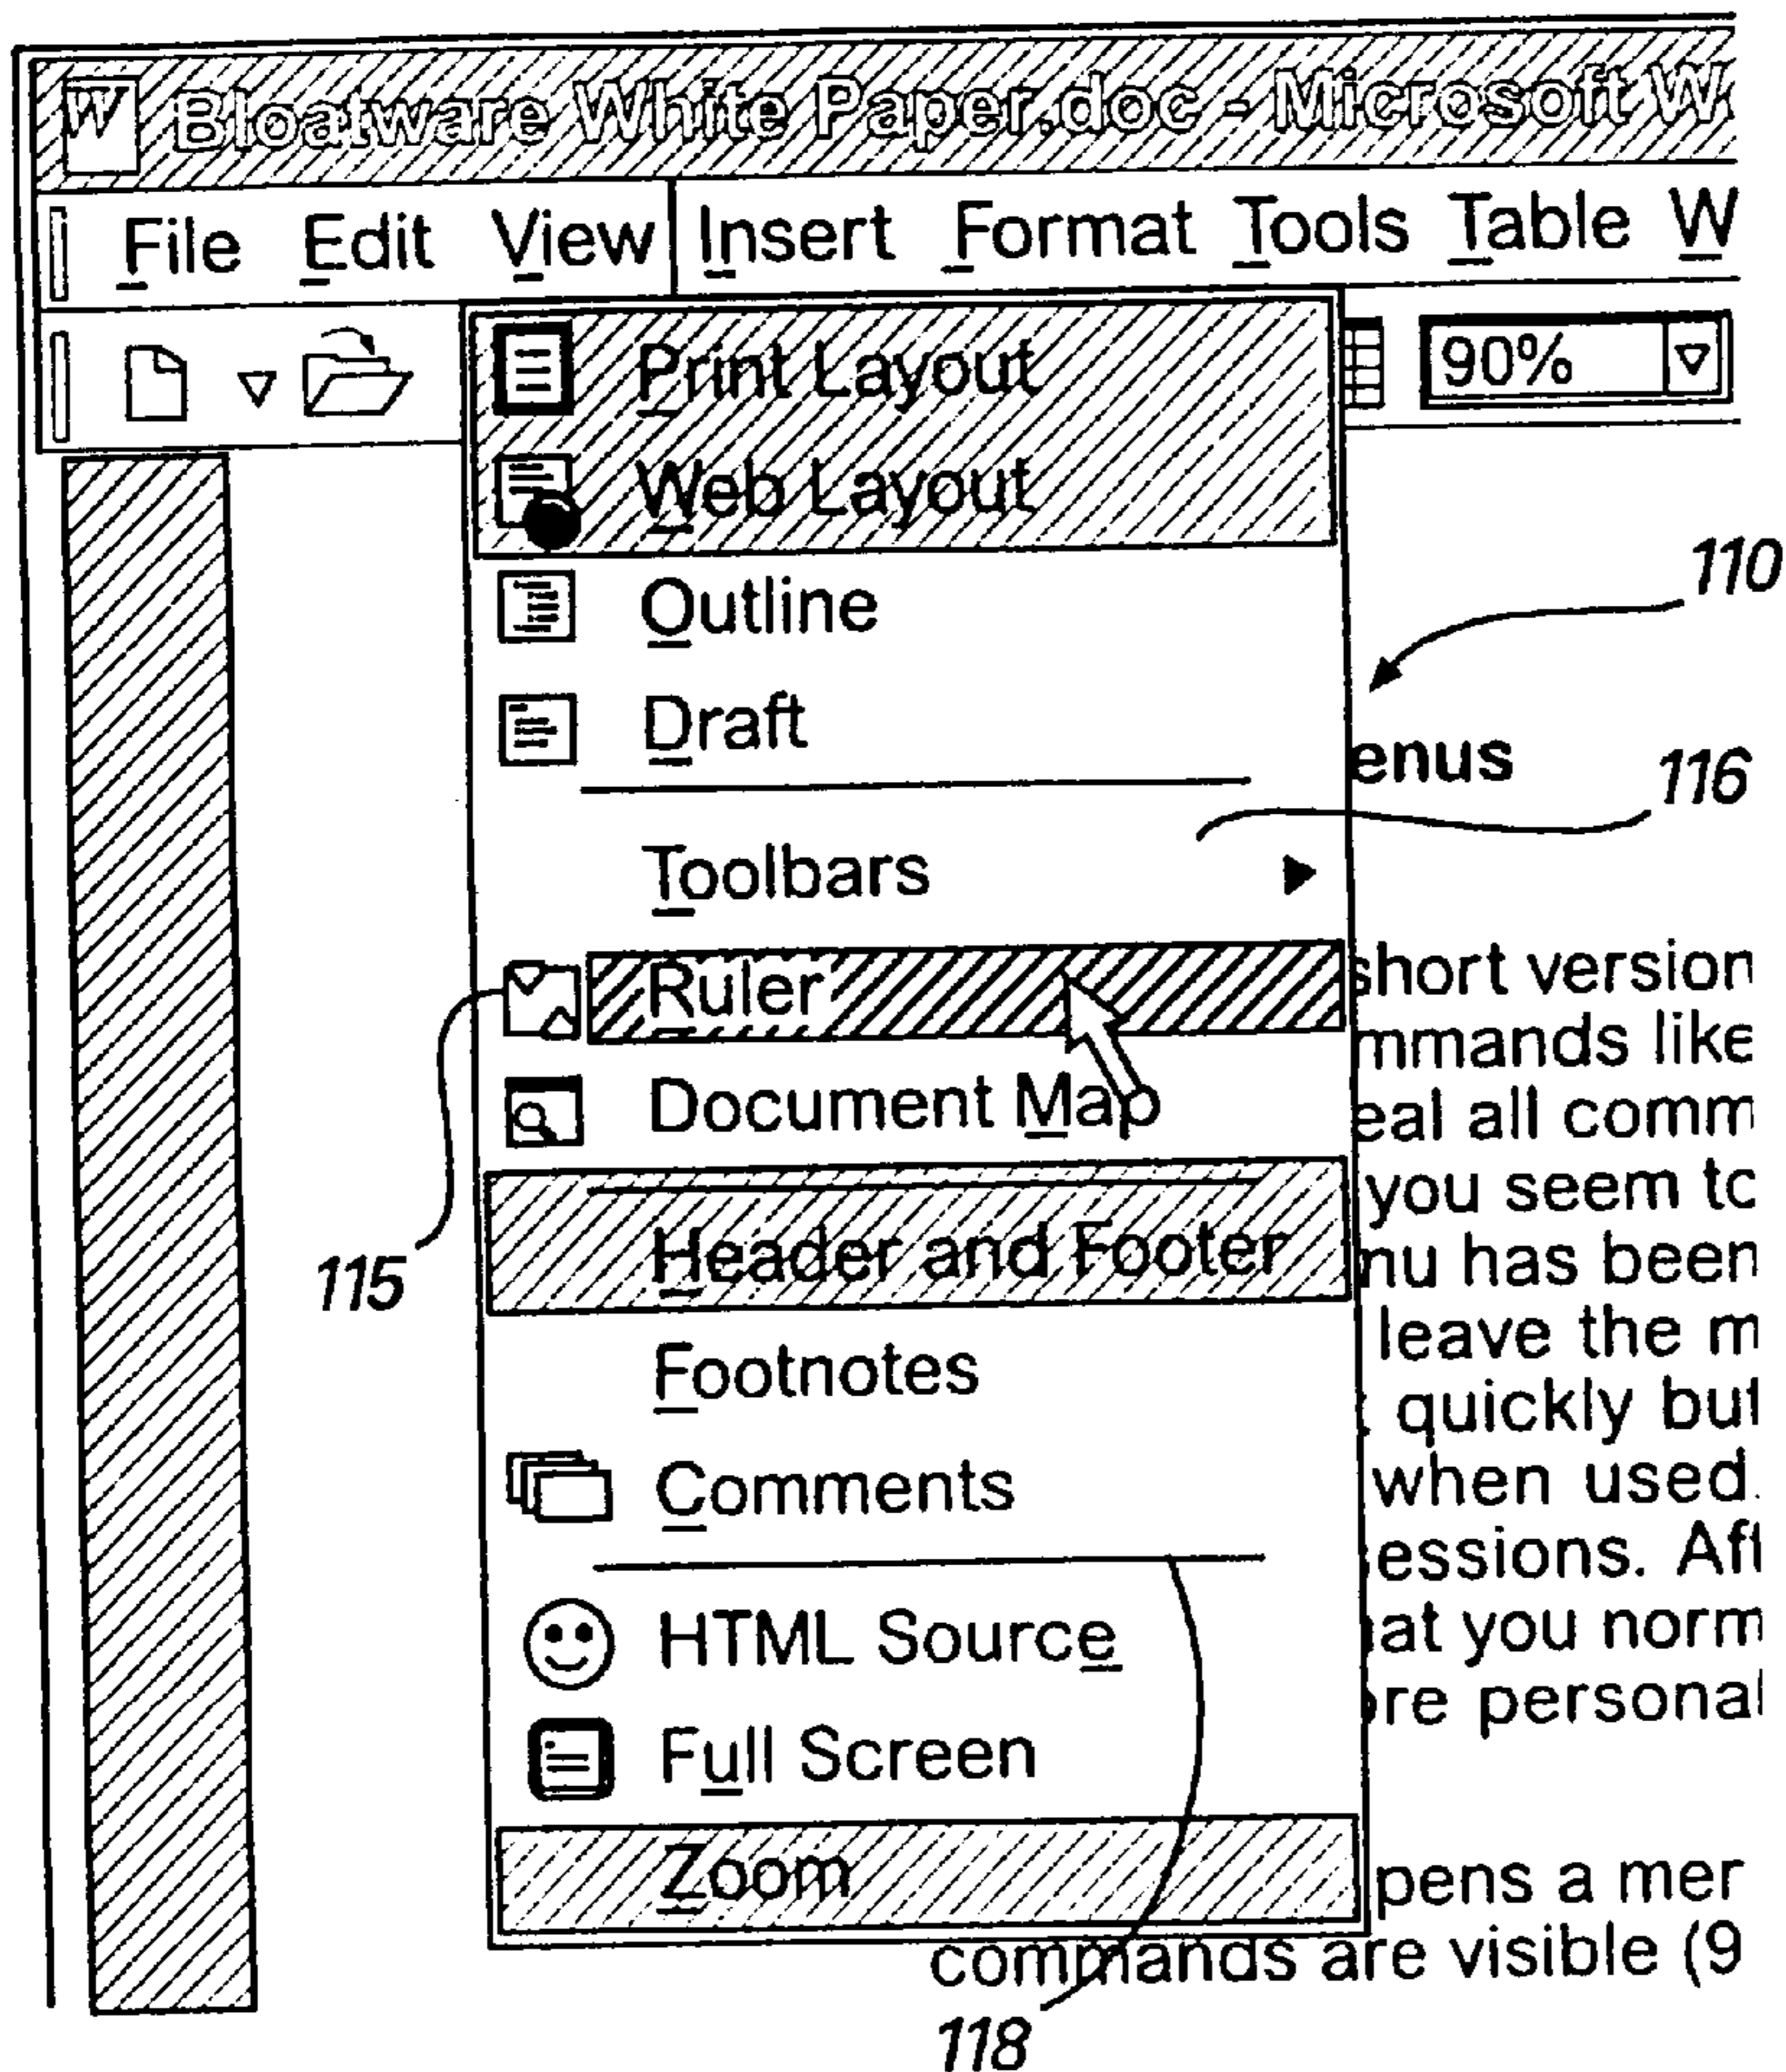 W Bloatware White Paper.doc - Microsoft W
File Edit View Insert Format Tools Table W
Print Layout 90%
Web Layout
110
Outline
Draft
enus 116
Toolbars
Ruler short version
mmands like
Document Map eal all comm
you seem to
Header and Footer nu has been
115
leave the m
Footnotes quickly but
Comments when used.
essions. Aft
HTML Source at you norm
re personal
Full Screen
Zoom pens a mer
commands are visible (9
118